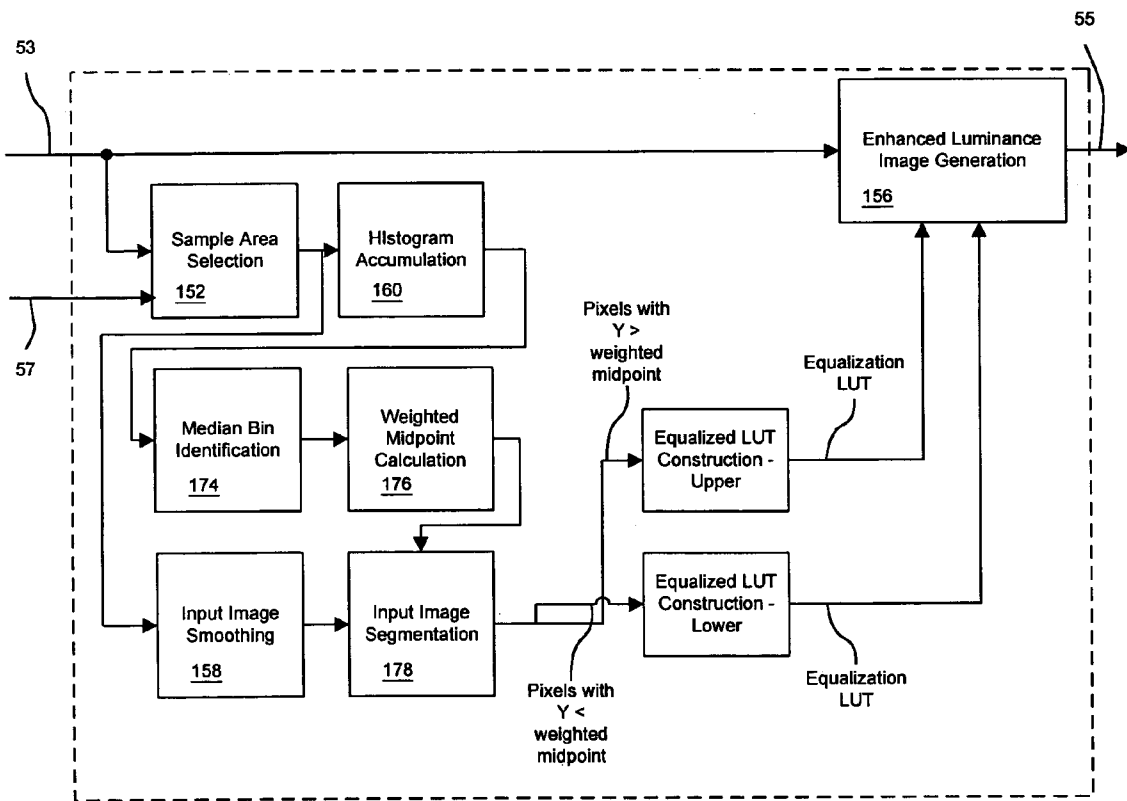 53
55
Enhanced Luminance
Image Generation
156
Sample Area
Selection
152
HIstogram
Accumulation
160
57
Pixels with
Y >
weighted
midpoint
Equalization
LUT
Median Bin
Identification
174
Weighted
Midpoint
Calculation
176
Equalized LUT
Construction -
Upper
Input Image
Smoothing
158
Input Image
Segmentation
178
Equalized LUT
Construction -
Lower
Pixels with
Y <
weighted
midpoint
Equalization
LUT